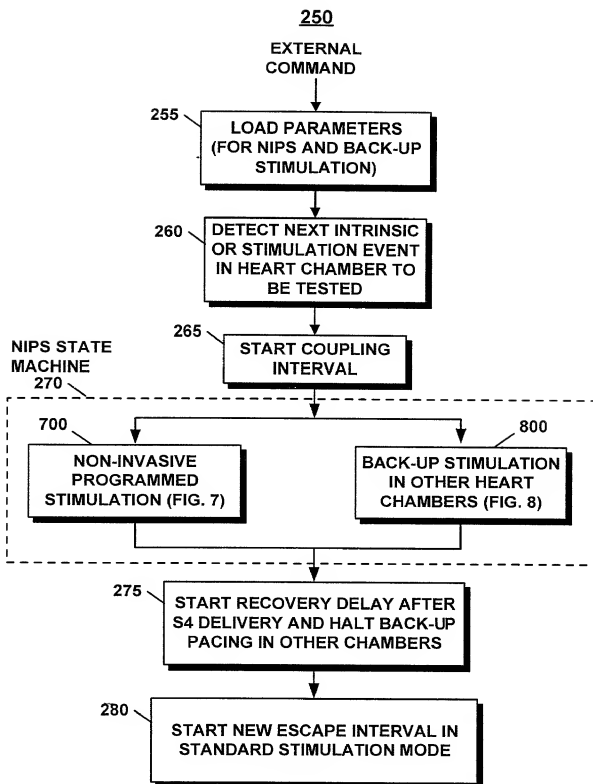 250
EXTERNAL
COMMAND
255
LOAD PARAMETERS
(FOR NIPS AND BACK-UP
STIMULATION)
260
DETECT NEXT INTRINSIC
OR STIMULATION EVENT
IN HEART CHAMBER TO
BE TESTED
265
START COUPLING
INTERVAL
NIPS STATE
MACHINE
270
700
NON-INVASIVE
PROGRAMMED
STIMULATION (FIG. 7)
800
BACK-UP STIMULATION
IN OTHER HEART
CHAMBERS (FIG. 8)
275
START RECOVERY DELAY AFTER
S4 DELIVERY AND HALT BACK-UP
PACING IN OTHER CHAMBERS
280
START NEW ESCAPE INTERVAL IN
STANDARD STIMULATION MODE